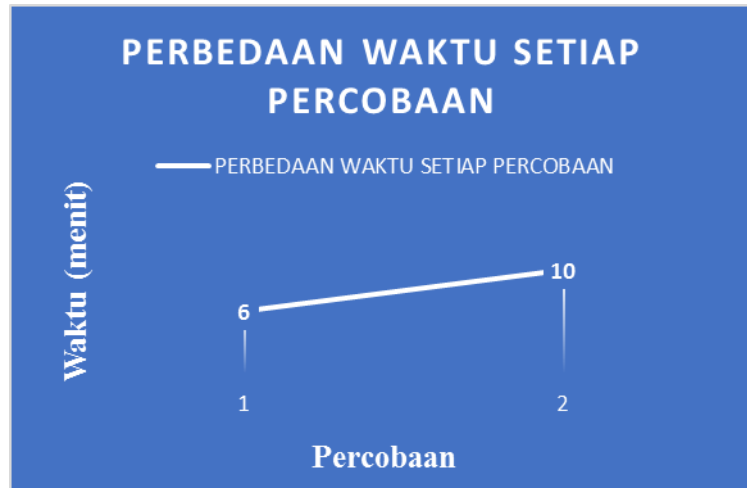 PERBEDAAN WAKTU SETIAP
PERCOBAAN
PERBEDAAN WAKTU SETIAP PERCOBAAN
Waktu (menit)
6
10
1
2
Percobaan